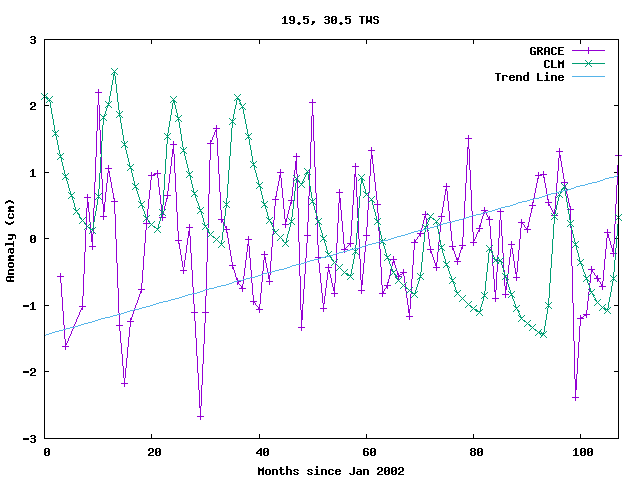 19.5, 30.5 TWS
GRACE
CLM
Trend Line
3
2
1
0
-1
-2
-3
Anomaly (cm)
0 20 40 60 80 100
Months since Jan 2002